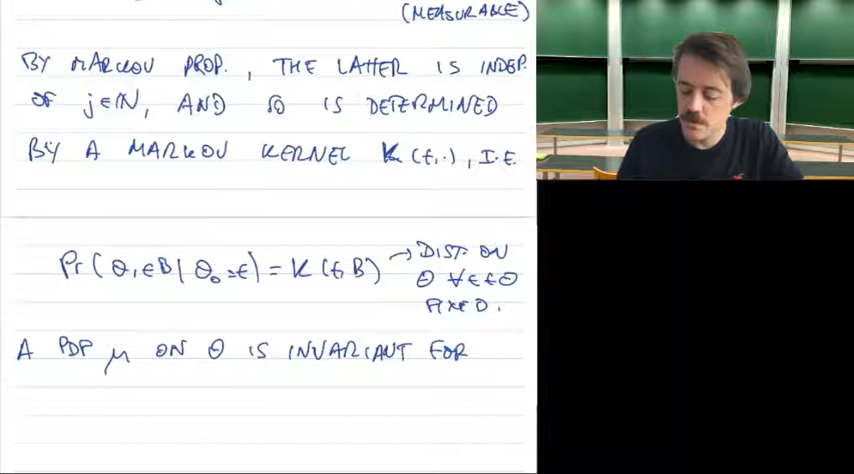 (MEASURABLE)
BY MARKOV PROP., THE LATTER IS INDEP.
OF j∈ℕ, AND SO IS DETERMINED
BY A MARKOV KERNEL K(t,·), I.E.
Pr(θ₁∈B|θ₀=t) = K(t,B) → DIST. ON
Θ ∀t∈Θ
FIXED.
A PDF μ ON Θ IS INVARIANT FOR